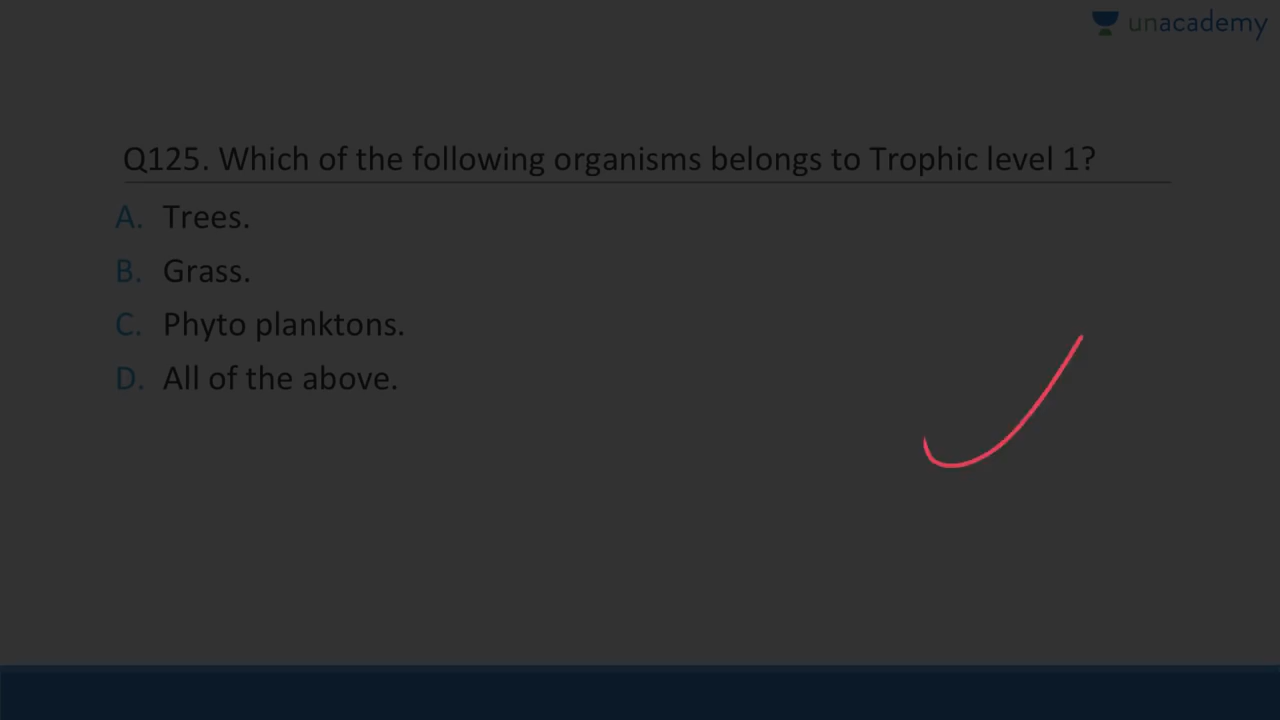 unacademy
Q125. Which of the following organisms belongs to Trophic level 1?
A. Trees.
B. Grass.
C. Phyto planktons.
D. All of the above.